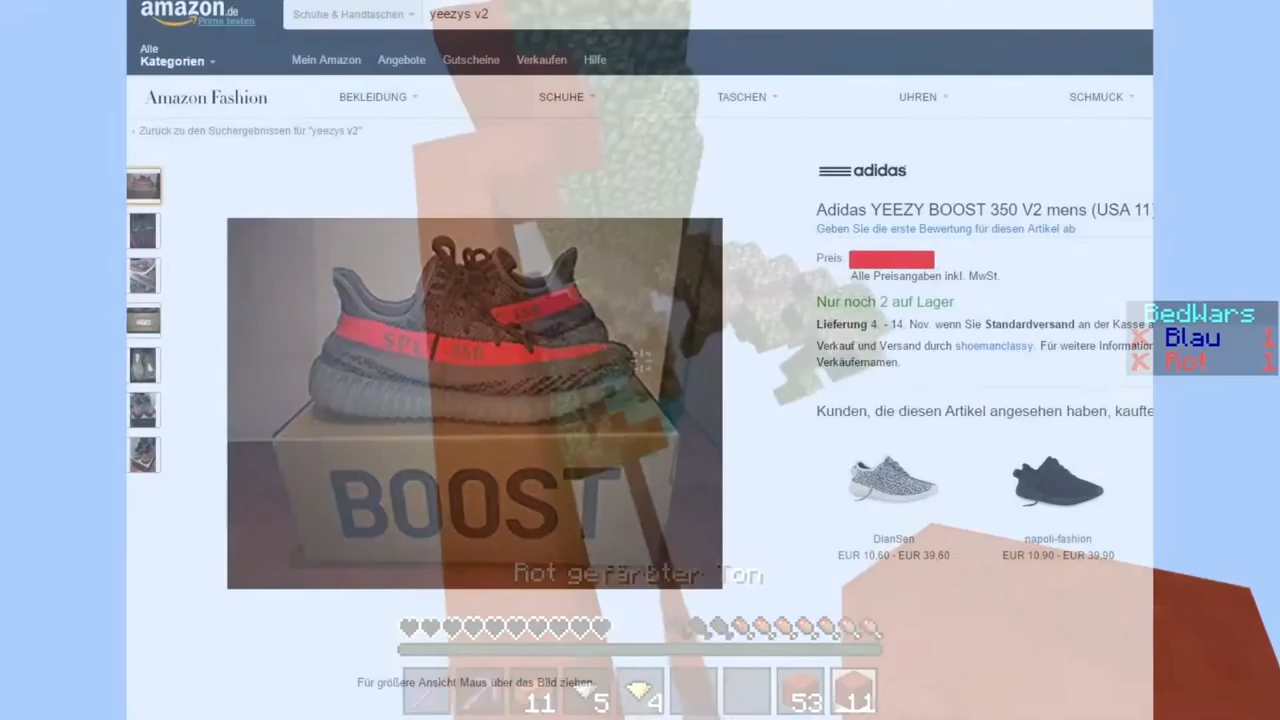 amazon.de
Prime testen
Schuhe & Handtaschen
yeezys v2
Alle
Kategorien
Mein Amazon Angebote Gutscheine Verkaufen Hilfe
Amazon Fashion BEKLEIDUNG SCHUHE TASCHEN UHREN SCHMUCK
‹ Zurück zu den Suchergebnissen für "yeezys v2"
adidas
Adidas YEEZY BOOST 350 V2 mens (USA 11)
Geben Sie die erste Bewertung für diesen Artikel ab
Preis
Alle Preisangaben inkl. MwSt.
Nur noch 2 auf Lager
Lieferung 4. - 14. Nov. wenn Sie Standardversand an der Kasse
Verkauf und Versand durch shoemanclassy. Für weitere Information
Verkäufernamen.
Kunden, die diesen Artikel angesehen haben, kaufte
BedWars
Blau 1
Rot 1
BOOST
DianSen
EUR 10,60 - EUR 39,60
napoli-fashion
EUR 10,90 - EUR 39,90
Rot gefärbter Ton
Für größere Ansicht Maus über das Bild ziehen
11 5 4 53 11